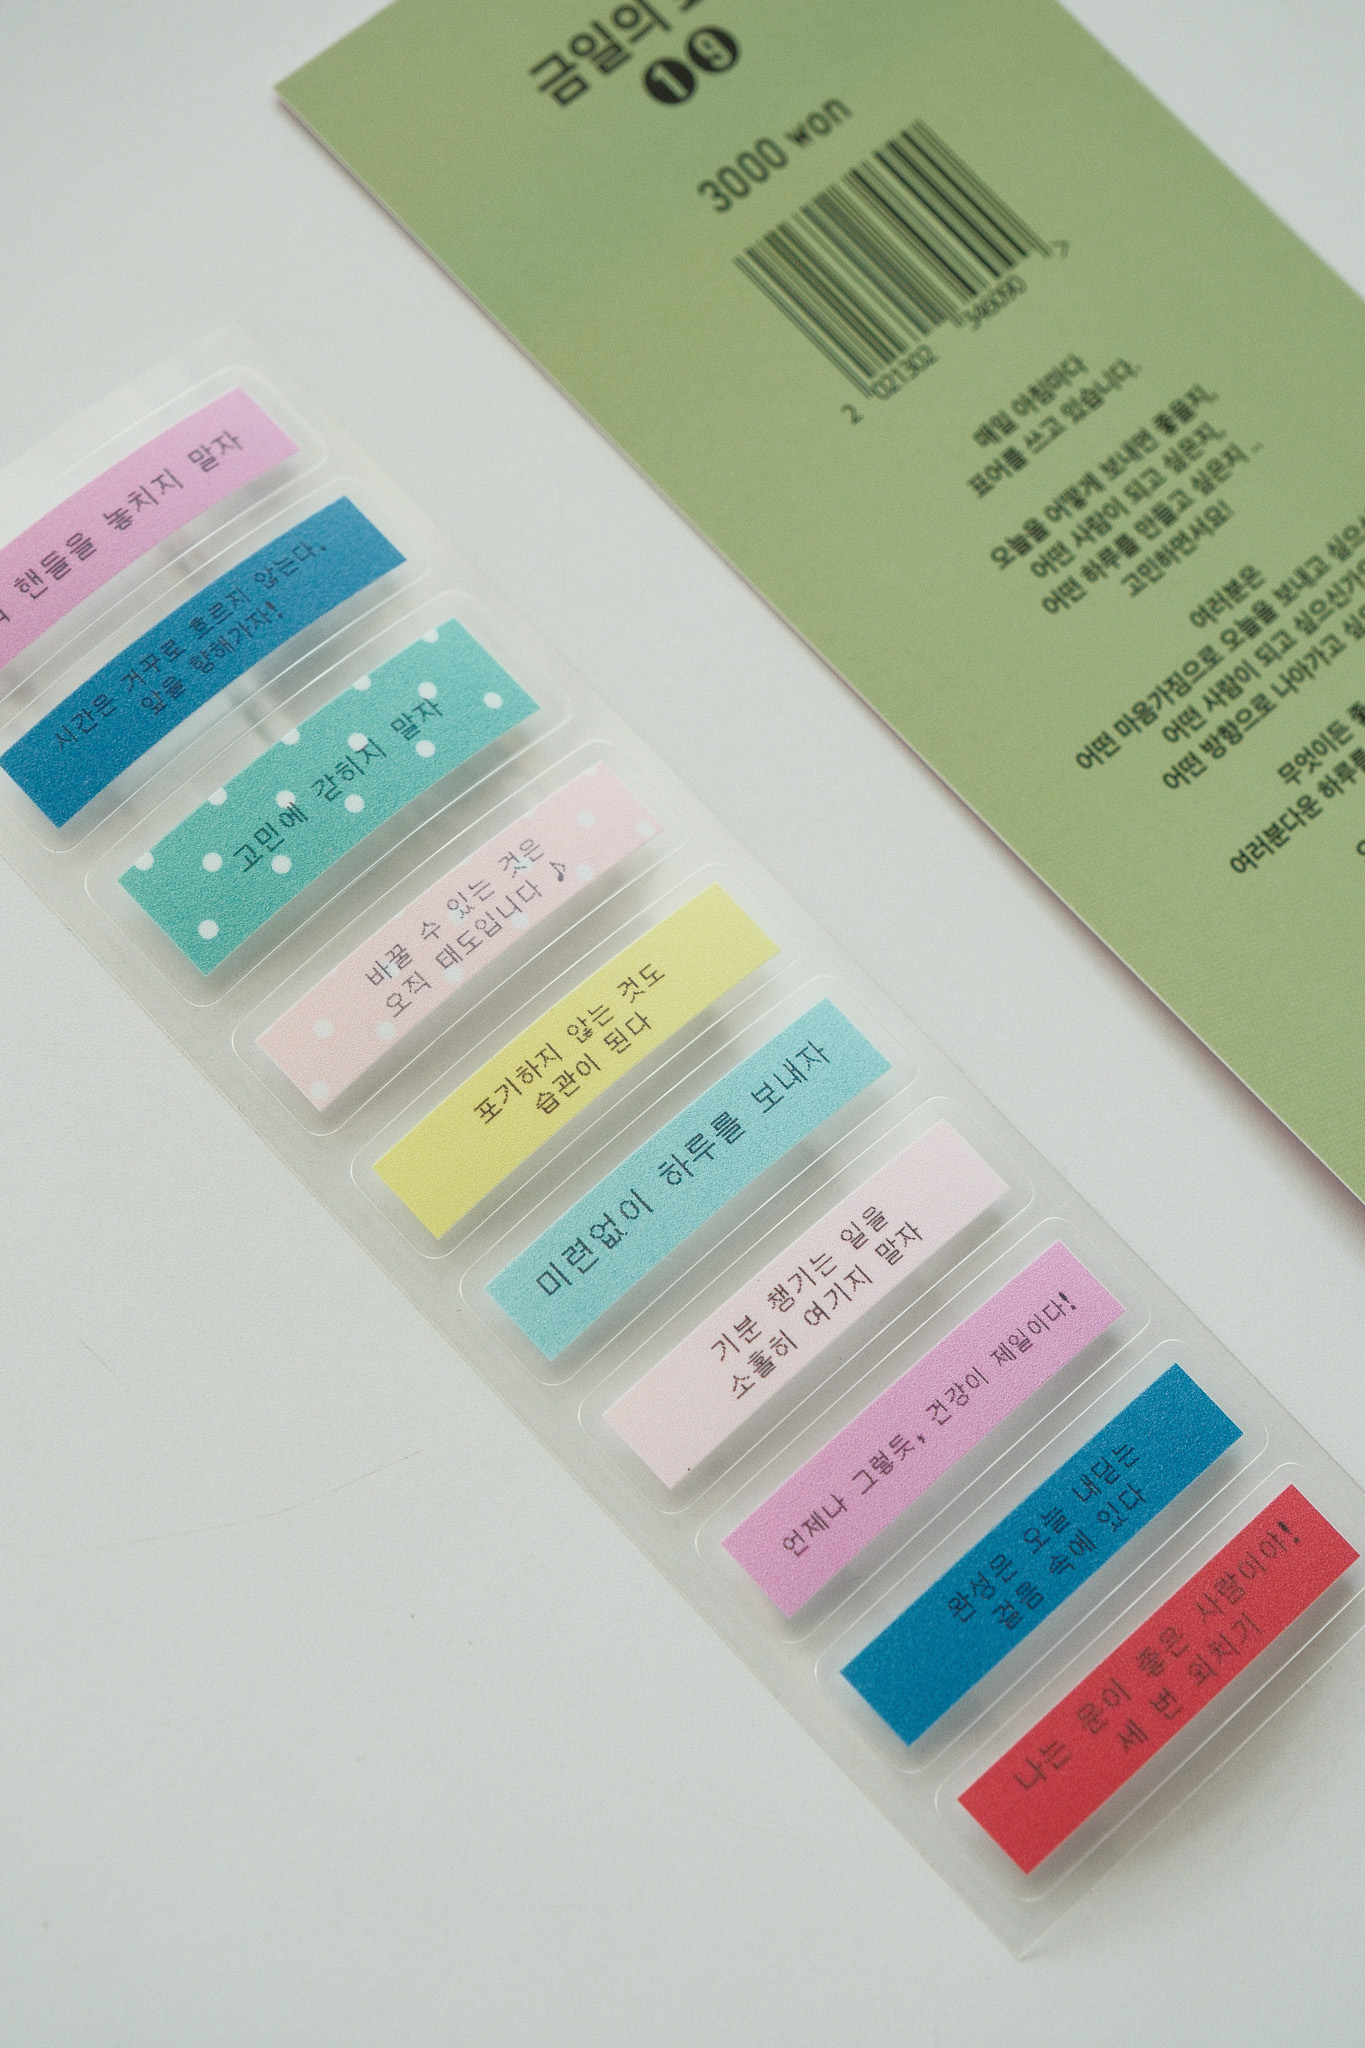 금일의
19
3000 won
2 021302 346090 7
매일 아침마다
표어를 쓰고 있습니다.
오늘을 어떻게 보내면 좋을지,
어떤 사람이 되고 싶은지,
어떤 하루를 만들고 싶은지 ..
고민하면서요!
여러분은
어떤 마음가짐으로 오늘을 보내고
어떤 사람이 되고 싶으신가
어떤 방향으로 나아가고
무엇이든
여러분다운 하루를
핸들을 놓치지 말자
시간은 거꾸로 흐르지 않는다.
앞을 향해가자!
고민에 갇히지 말자
바꿀 수 있는 것은
오직 태도입니다 ♪
포기하지 않는 것도
습관이 된다
미련없이 하루를 보내자
기분 챙기는 일을
소홀히 여기지 말자
언제나 그렇듯, 건강이 제일이다!
완성은 오늘 내딛는
걸음 속에 있다
나는 운이 좋은 사람이야!
세 번 외치기